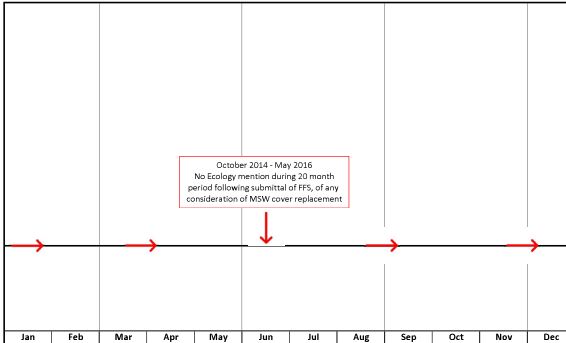 October 2014 - May 2016
No Ecology mention during 20 month
period following submittal of FFS, of any
consideration of MSW cover replacement
Jan Feb Mar Apr May Jun Jul Aug Sep Oct Nov Dec